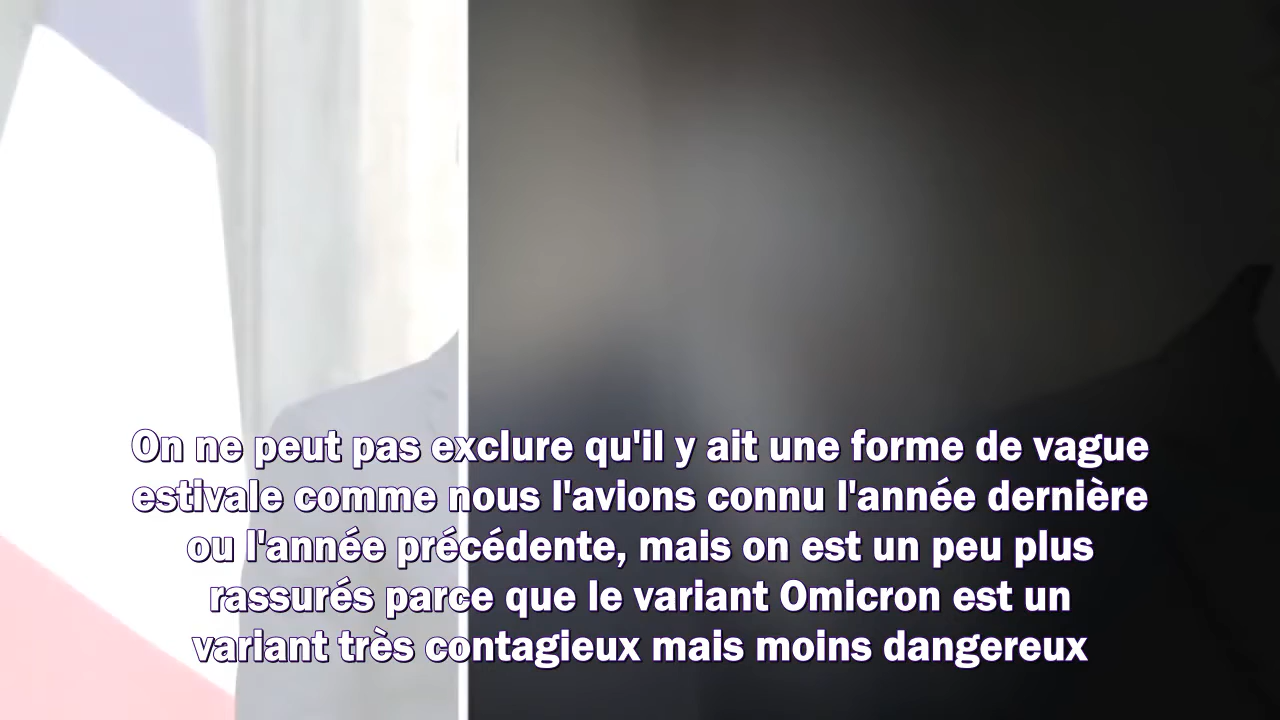 On ne peut pas exclure qu'il y ait une forme de vague
estivale comme nous l'avions connu l'année dernière
ou l'année précédente, mais on est un peu plus
rassurés parce que le variant Omicron est un
variant très contagieux mais moins dangereux